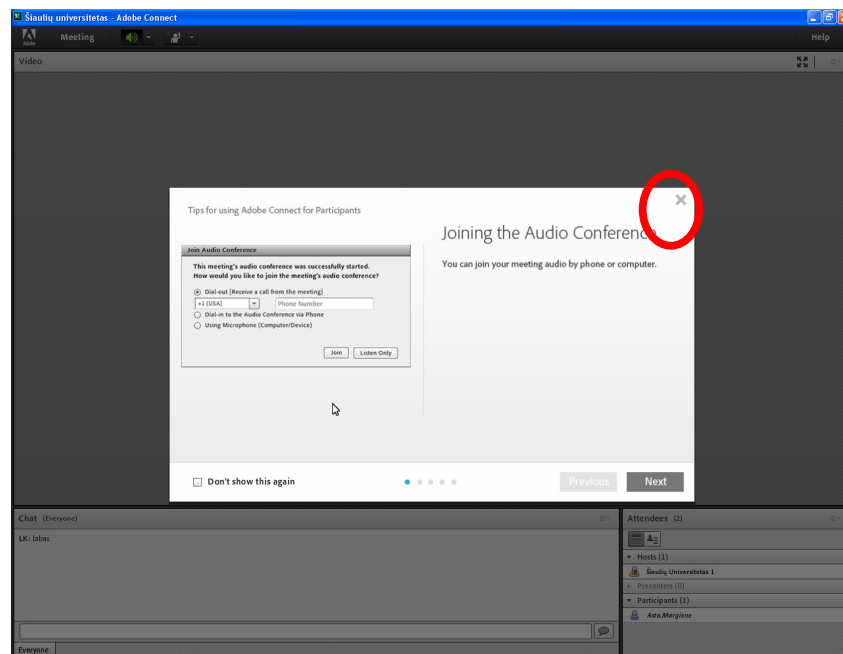 Šiaulių universitetas - Adobe Connect
Adobe
Meeting
Help
Video
Tips for using Adobe Connect for Participants
Joining the Audio Conference
You can join your meeting audio by phone or computer.
Join Audio Conference
This meeting's audio conference was successfully started.
How would you like to join the meeting's audio conference?
Dial-out [Receive a call from the meeting]
+1 (USA)
Phone Number
Dial-in to the Audio Conference via Phone
Using Microphone (Computer/Device)
Join
Listen Only
Don't show this again
Previous
Next
Chat (Everyone)
LK: labas
Everyone
Attendees (2)
Hosts (1)
Šiaulių Universitetas 1
Presenters (0)
Participants (1)
Asta Margiene